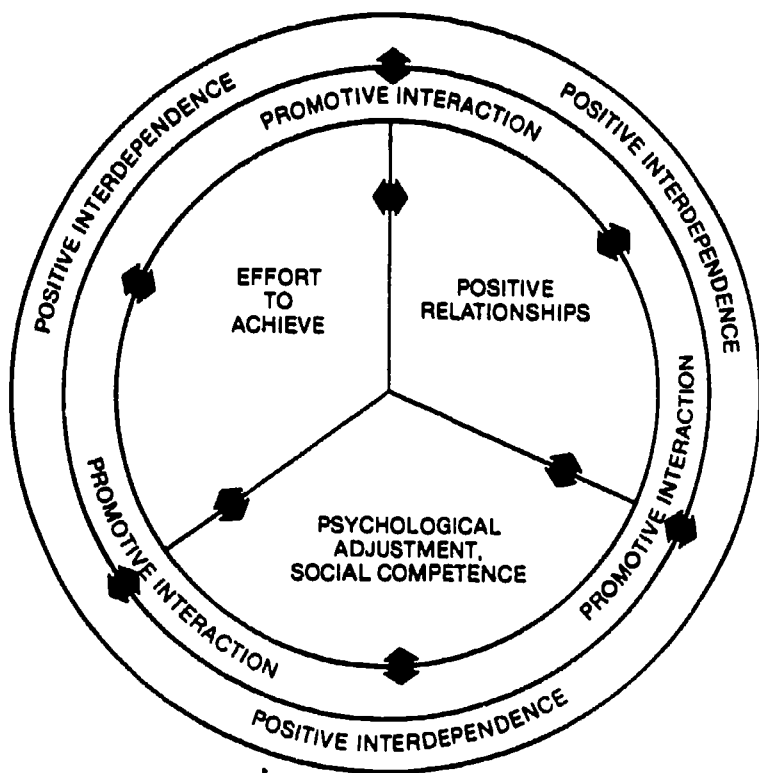 POSITIVE INTERDEPENDENCE
POSITIVE INTERDEPENDENCE
PROMOTIVE INTERACTION
EFFORT
TO
ACHIEVE
POSITIVE
RELATIONSHIPS
PROMOTIVE INTERACTION
PROMOTIVE INTERACTION
PSYCHOLOGICAL
ADJUSTMENT,
SOCIAL COMPETENCE
POSITIVE INTERDEPENDENCE